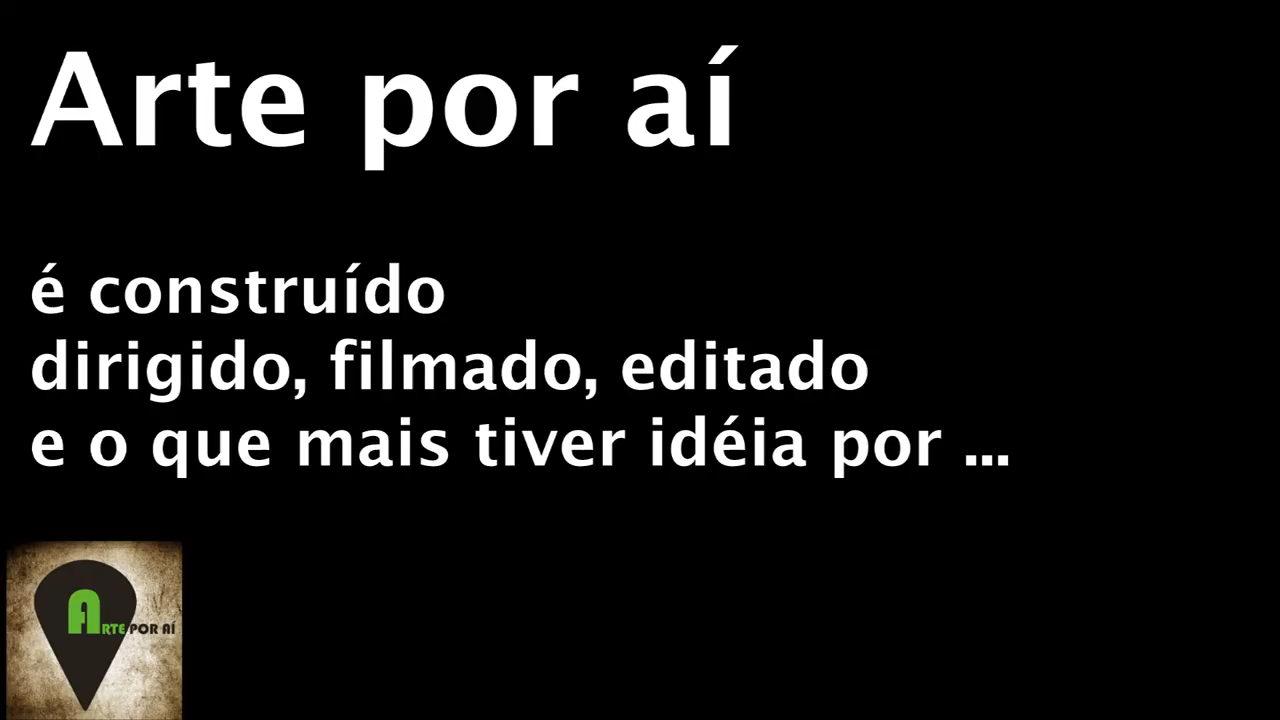 Arte por aí
é construído
dirigido, filmado, editado
e o que mais tiver idéia por ...
ARTE POR AÍ